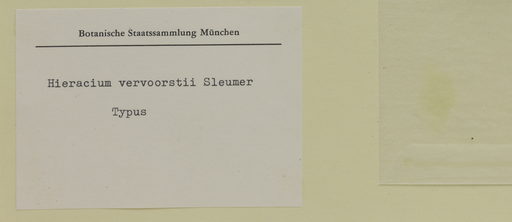 Botanische Staatssammlung München
Hieracium vervoorstii Sleumer
Typus